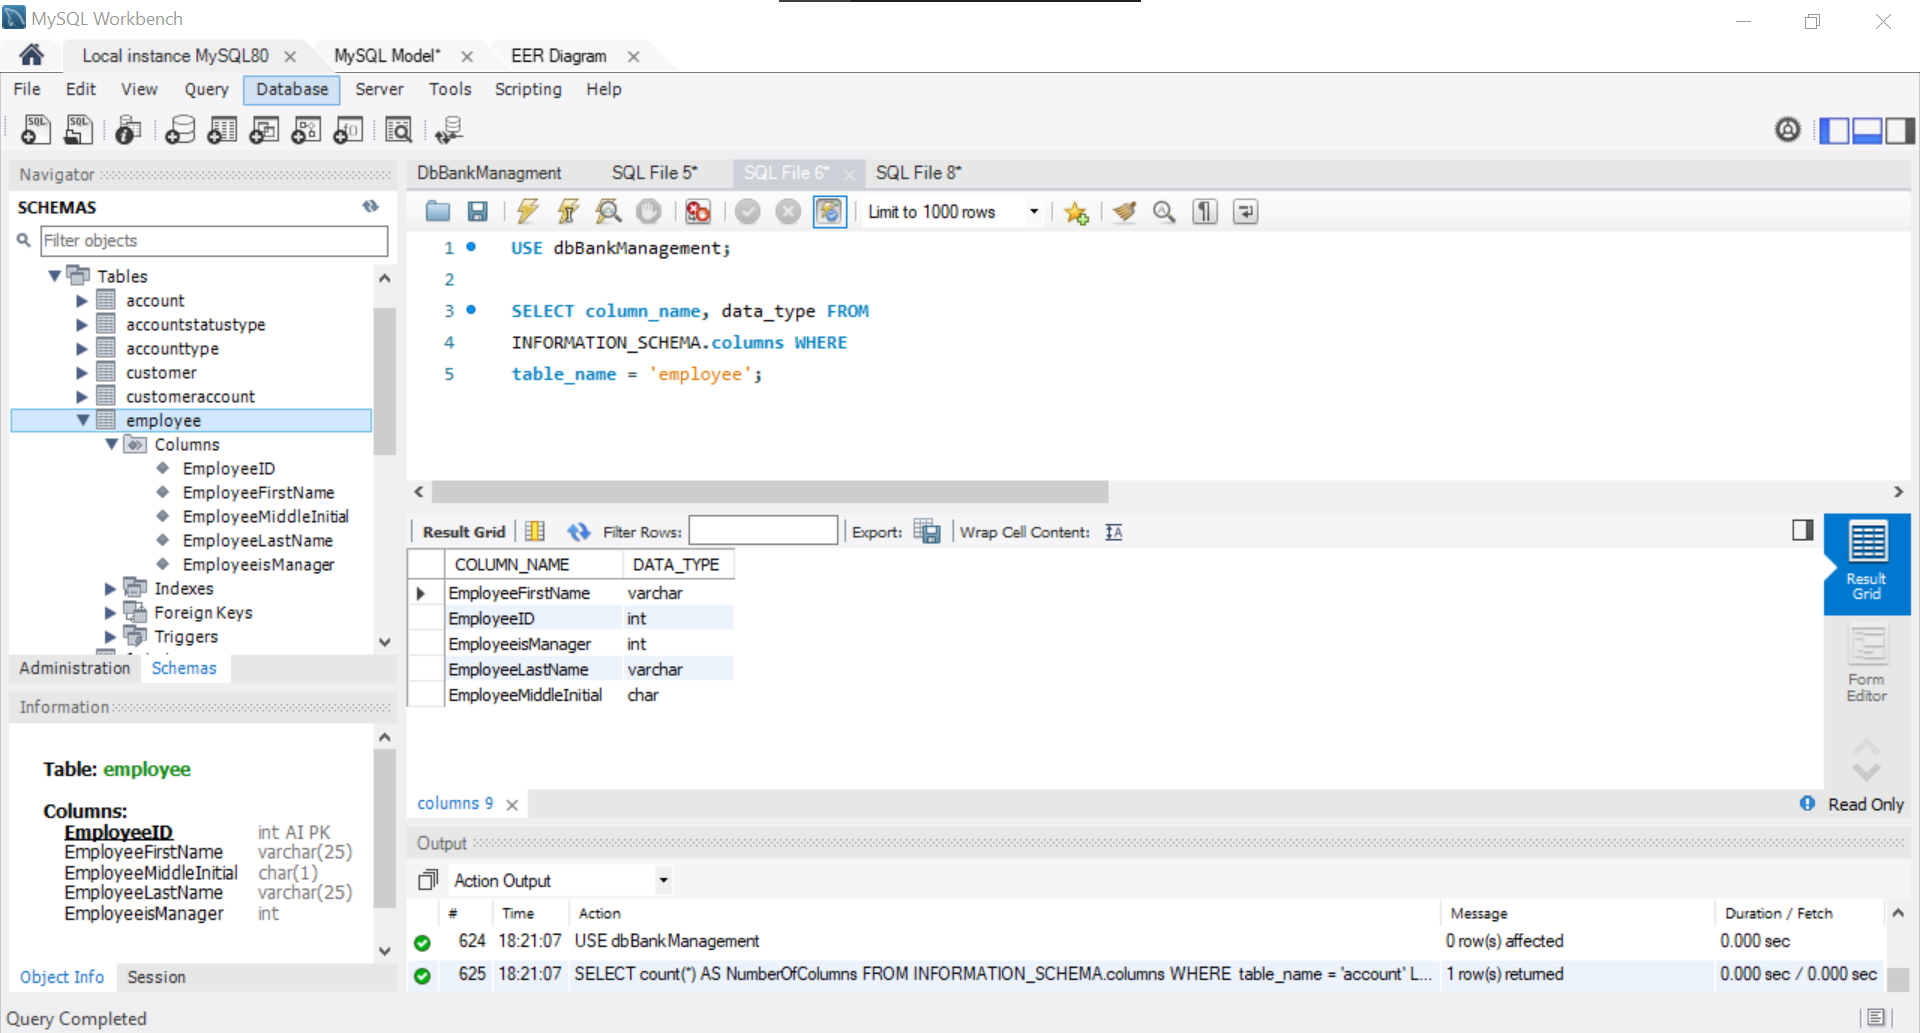 MySQL Workbench
Local instance MySQL80
MySQL Model*
EER Diagram
File Edit View Query Database Server Tools Scripting Help
Navigator
SCHEMAS
Filter objects
Tables
account
accountstatustype
accounttype
customer
customeraccount
employee
Columns
EmployeeID
EmployeeFirstName
EmployeeMiddleInitial
EmployeeLastName
EmployeeisManager
Indexes
Foreign Keys
Triggers
Administration Schemas
Information
Table: employee
Columns:
EmployeeID int AI PK
EmployeeFirstName varchar(25)
EmployeeMiddleInitial char(1)
EmployeeLastName varchar(25)
EmployeeisManager int
Object Info Session
Query Completed
DbBankManagment SQL File 5* SQL File 6* SQL File 8*
Limit to 1000 rows
1 USE dbBankManagement;
2
3 SELECT column_name, data_type FROM
4 INFORMATION_SCHEMA.columns WHERE
5 table_name = 'employee';
Result Grid Filter Rows: Export: Wrap Cell Content:
COLUMN_NAME DATA_TYPE
EmployeeFirstName varchar
EmployeeID int
EmployeeisManager int
EmployeeLastName varchar
EmployeeMiddleInitial char
Result
Grid
Form
Editor
columns 9
Read Only
Output
Action Output
# Time Action Message Duration / Fetch
624 18:21:07 USE dbBankManagement 0 row(s) affected 0.000 sec
625 18:21:07 SELECT count(*) AS NumberOfColumns FROM INFORMATION_SCHEMA.columns WHERE table_name = 'account' L... 1 row(s) returned 0.000 sec / 0.000 sec